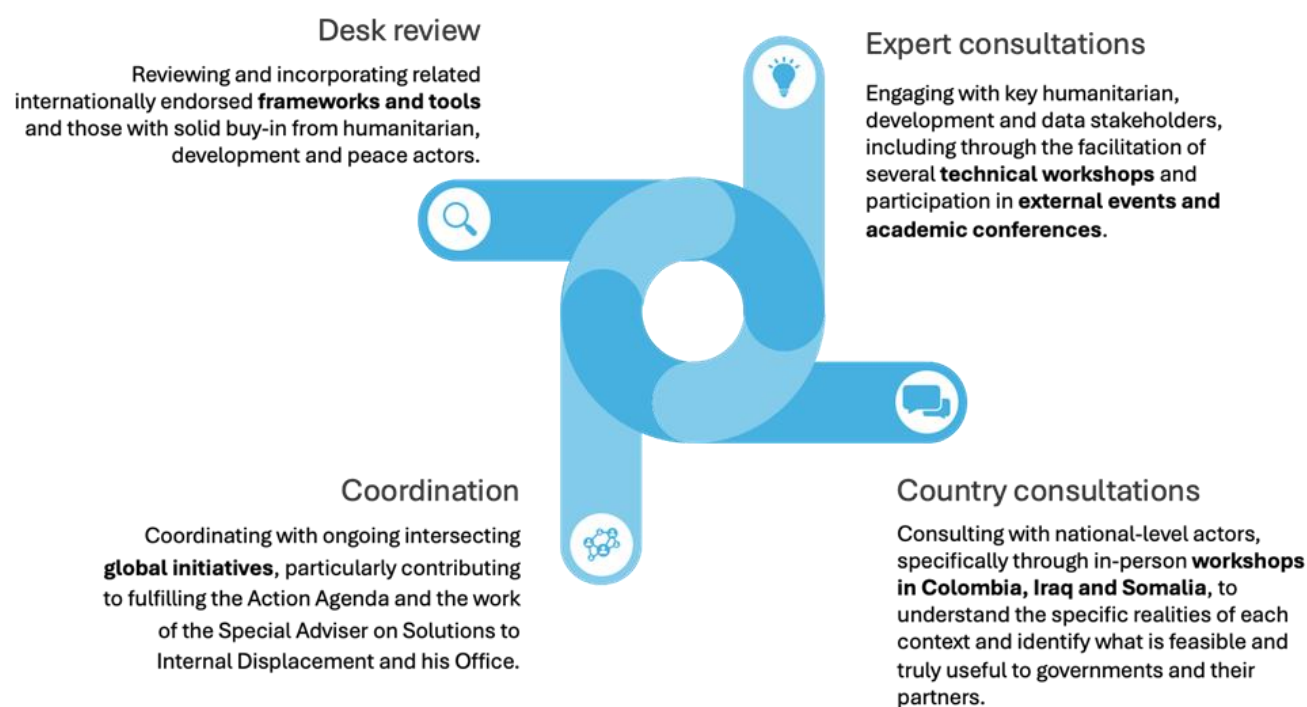 Desk review
Reviewing and incorporating related
internationally endorsed frameworks and tools
and those with solid buy-in from humanitarian,
development and peace actors.
Expert consultations
Engaging with key humanitarian,
development and data stakeholders,
including through the facilitation of
several technical workshops and
participation in external events and
academic conferences.
Coordination
Coordinating with ongoing intersecting
global initiatives, particularly contributing
to fulfilling the Action Agenda and the work
of the Special Adviser on Solutions to
Internal Displacement and his Office.
Country consultations
Consulting with national-level actors,
specifically through in-person workshops
in Colombia, Iraq and Somalia, to
understand the specific realities of each
context and identify what is feasible and
truly useful to governments and their
partners.